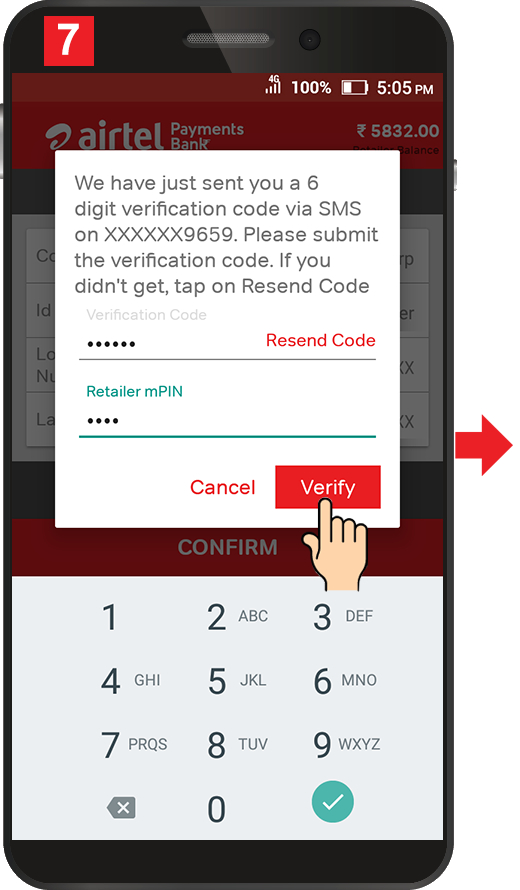 7
4G 100% 5:05 PM
airtel Payments Bank
₹ 5832.00
Retailer Balance
We have just sent you a 6
digit verification code via SMS
on XXXXXX9659. Please submit
the verification code. If you
didn't get, tap on Resend Code
Verification Code
•••••• Resend Code
Retailer mPIN
••••
Cancel Verify
Co rp
Id er
Lo
Nu XX
La XX
CONFIRM
1 2 ABC 3 DEF
4 GHI 5 JKL 6 MNO
7 PRQS 8 TUV 9 WXYZ
0